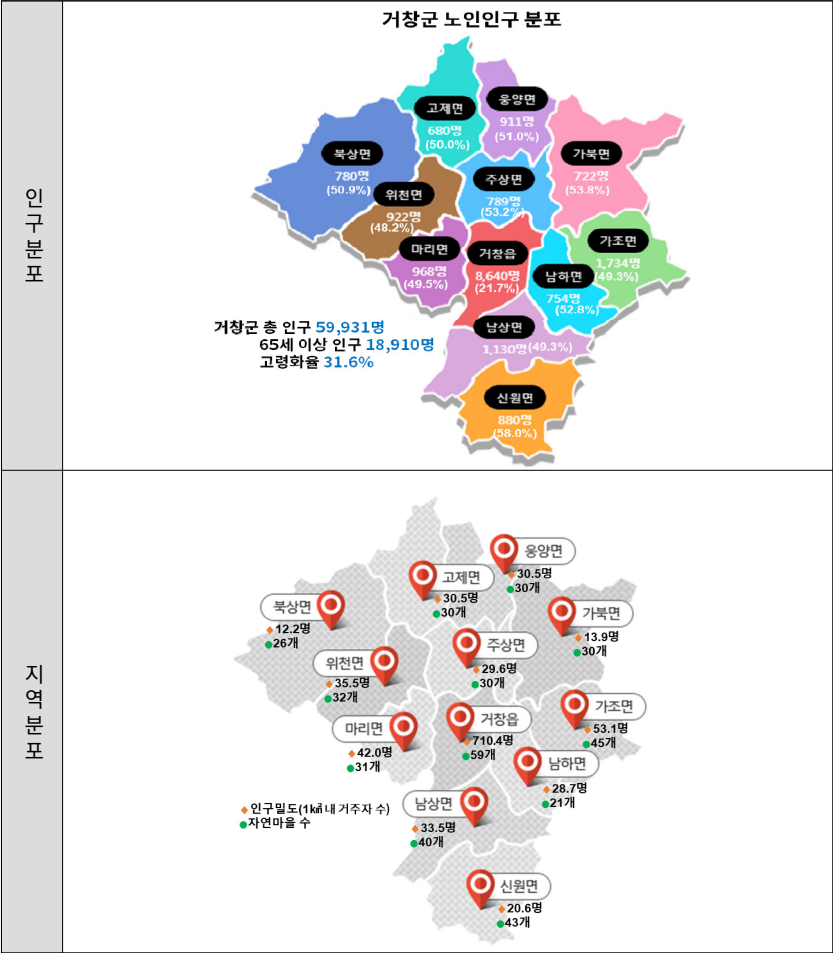 인구분포
거창군 노인인구 분포
고제면
680명
(50.0%)
웅양면
911명
(51.0%)
북상면
780명
(50.9%)
가북면
722명
(53.8%)
위천면
922명
(48.2%)
주상면
789명
(53.2%)
마리면
968명
(49.5%)
거창읍
8,640명
(21.7%)
가조면
1,734명
(49.3%)
남하면
754명
(52.8%)
남상면
1,130명(49.3%)
신원면
880명
(58.0%)
거창군 총 인구 59,931명
65세 이상 인구 18,910명
고령화율 31.6%
지역분포
웅양면
30.5명
30개
고제면
30.5명
30개
북상면
12.2명
26개
가북면
13.9명
30개
위천면
35.5명
32개
주상면
29.6명
30개
마리면
42.0명
31개
거창읍
710.4명
59개
가조면
53.1명
45개
남하면
28.7명
21개
남상면
33.5명
40개
신원면
20.6명
43개
인구밀도(1㎢ 내 거주자 수)
자연마을 수